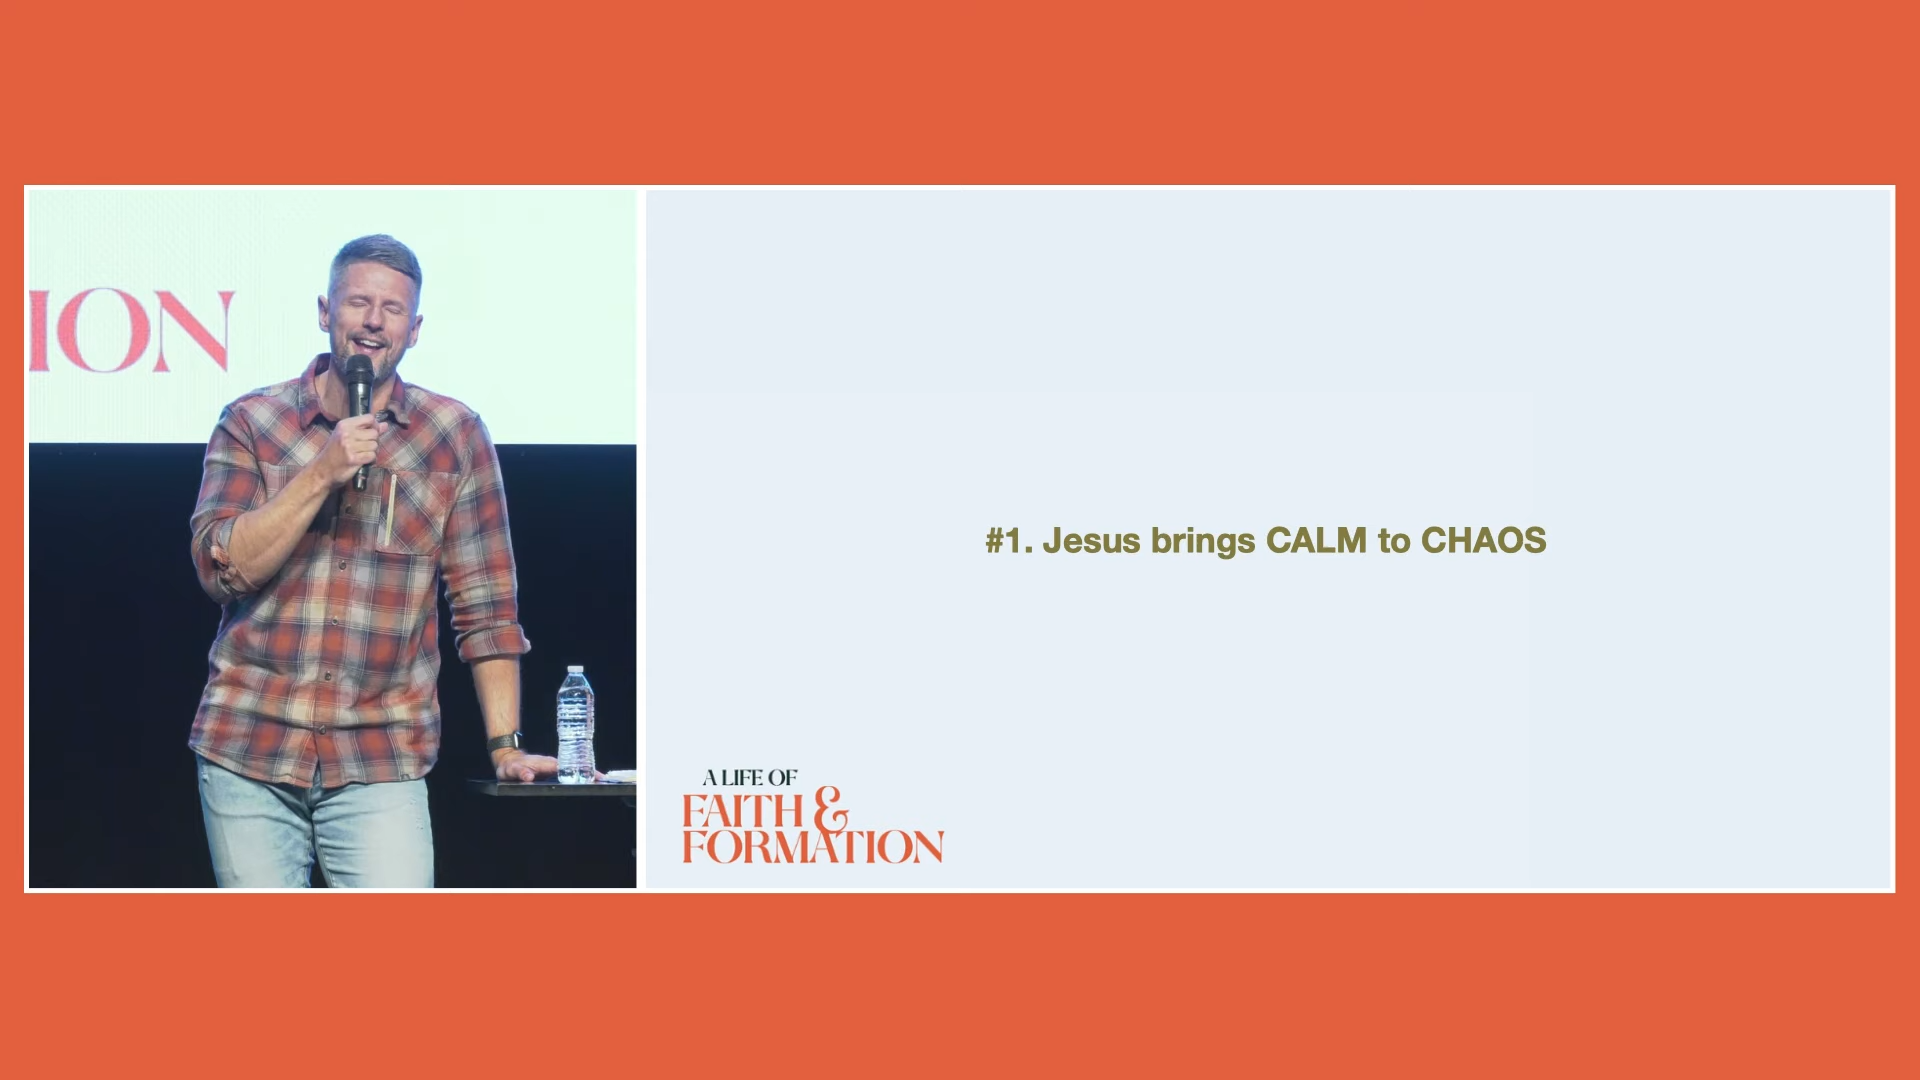 ION
#1. Jesus brings CALM to CHAOS
A LIFE OF
FAITH &
FORMATION